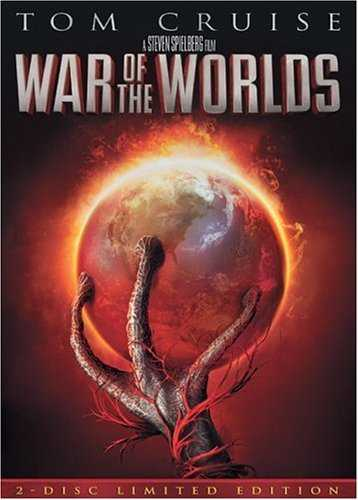 TOM CRUISE
A STEVEN SPIELBERG FILM
WAR OF THE WORLDS
2-DISC LIMITED EDITION